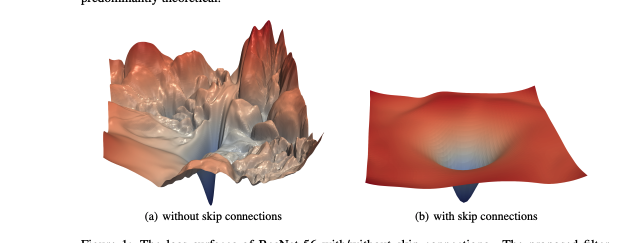 predominantly theoretical.
(a) without skip connections
(b) with skip connections
Figure 1: The loss surfaces of ResNet-56 with/without skip connections. The proposed filter